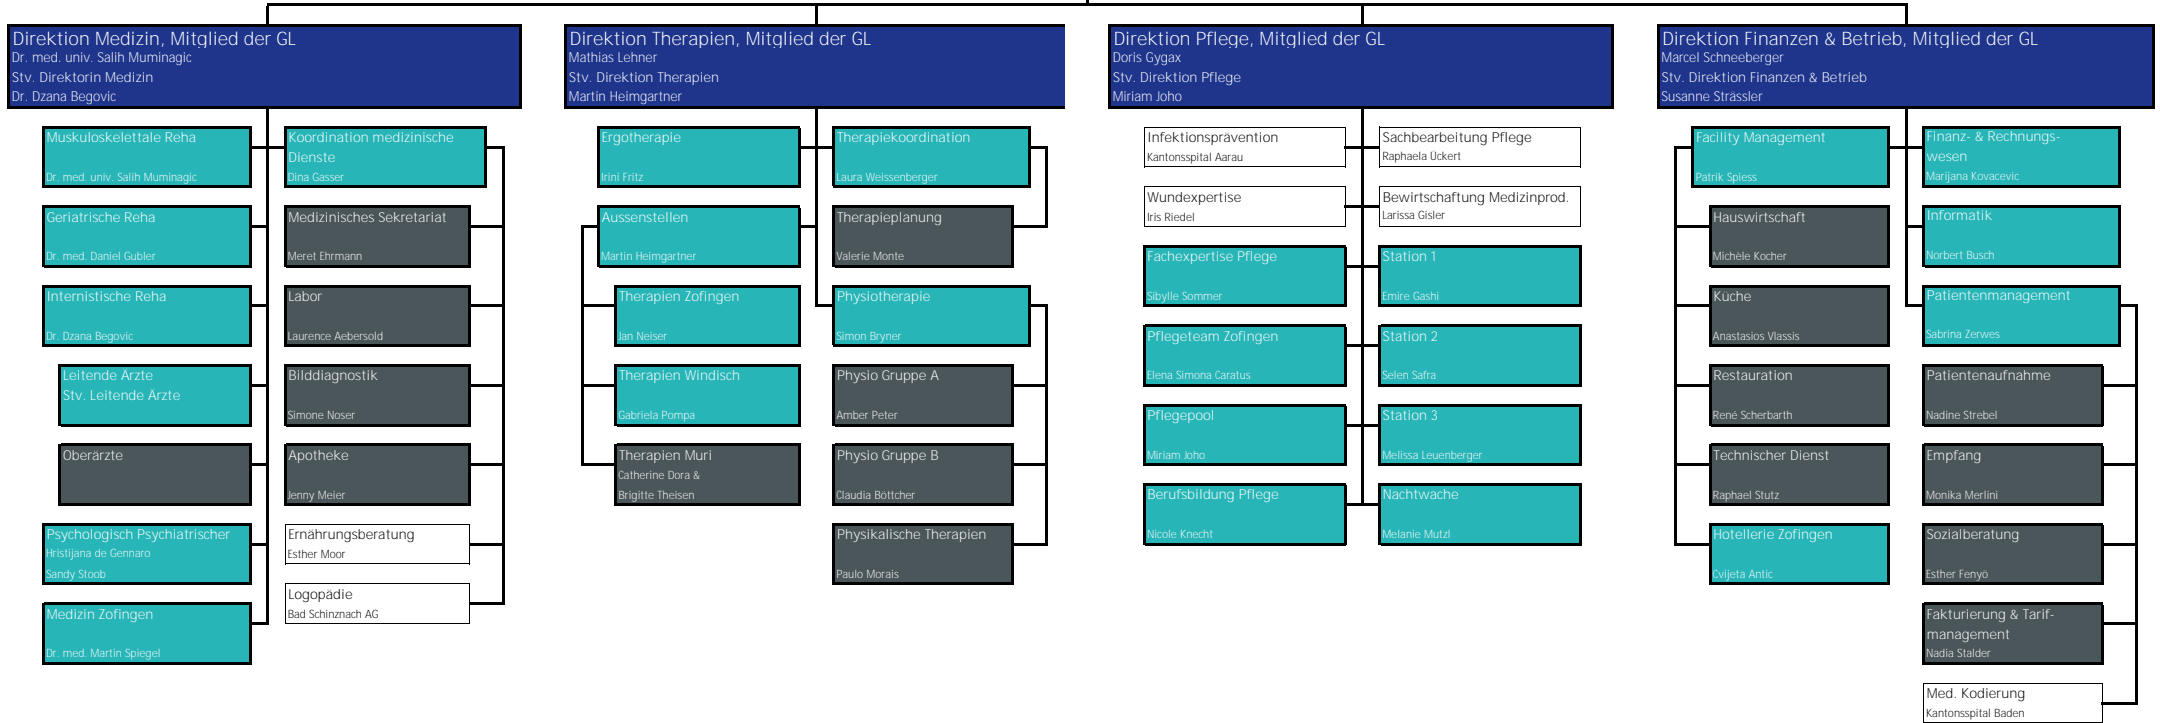 Direktion Medizin, Mitglied der GL
Dr. med. univ. Salih Muminagic
Stv. Direktorin Medizin
Dr. Dzana Begovic
Muskuloskelettale Reha
Dr. med. univ. Salih Muminagic
Geriatrische Reha
Dr. med. Daniel Gubler
Internistische Reha
Dr. Dzana Begovic
Leitende Ärzte
Stv. Leitende Ärzte
Oberärzte
Psychologisch Psychiatrischer
Hristijana de Gennaro
Sandy Stoob
Medizin Zofingen
Dr. med. Martin Spiegel
Koordination medizinische
Dienste
Dina Gasser
Medizinisches Sekretariat
Meret Ehrmann
Labor
Laurence Aebersold
Bilddiagnostik
Simone Noser
Apotheke
Jenny Meier
Ernährungsberatung
Esther Moor
Logopädie
Bad Schinznach AG
Direktion Therapien, Mitglied der GL
Mathias Lehner
Stv. Direktion Therapien
Martin Heimgartner
Ergotherapie
Irini Fritz
Aussenstellen
Martin Heimgartner
Therapien Zofingen
Jan Neiser
Therapien Windisch
Gabriela Pompa
Therapien Muri
Catherine Dora &
Brigitte Theisen
Therapiekoordination
Laura Weissenberger
Therapieplanung
Valerie Monte
Physiotherapie
Simon Bryner
Physio Gruppe A
Amber Peter
Physio Gruppe B
Claudia Böttcher
Physikalische Therapien
Paulo Morais
Direktion Pflege, Mitglied der GL
Doris Gygax
Stv. Direktion Pflege
Miriam Joho
Infektionsprävention
Kantonsspital Aarau
Wundexpertise
Iris Riedel
Fachexpertise Pflege
Sibylle Sommer
Pflegeteam Zofingen
Elena Simona Caratus
Pflegepool
Miriam Joho
Berufsbildung Pflege
Nicole Knecht
Sachbearbeitung Pflege
Raphaela Ückert
Bewirtschaftung Medizinprod.
Larissa Gisler
Station 1
Emire Gashi
Station 2
Selen Safra
Station 3
Melissa Leuenberger
Nachtwache
Melanie Mutzl
Direktion Finanzen & Betrieb, Mitglied der GL
Marcel Schneeberger
Stv. Direktion Finanzen & Betrieb
Susanne Strässler
Facility Management
Patrik Spiess
Hauswirtschaft
Michèle Kocher
Küche
Anastasios Vlassis
Restauration
René Scherbarth
Technischer Dienst
Raphael Stutz
Hotellerie Zofingen
Cvijeta Antic
Finanz- & Rechnungs-
wesen
Marijana Kovacevic
Informatik
Norbert Busch
Patientenmanagement
Sabrina Zerwes
Patientenaufnahme
Nadine Strebel
Empfang
Monika Merlini
Sozialberatung
Esther Fenyö
Fakturierung & Tarif-
management
Nadia Stalder
Med. Kodierung
Kantonsspital Baden